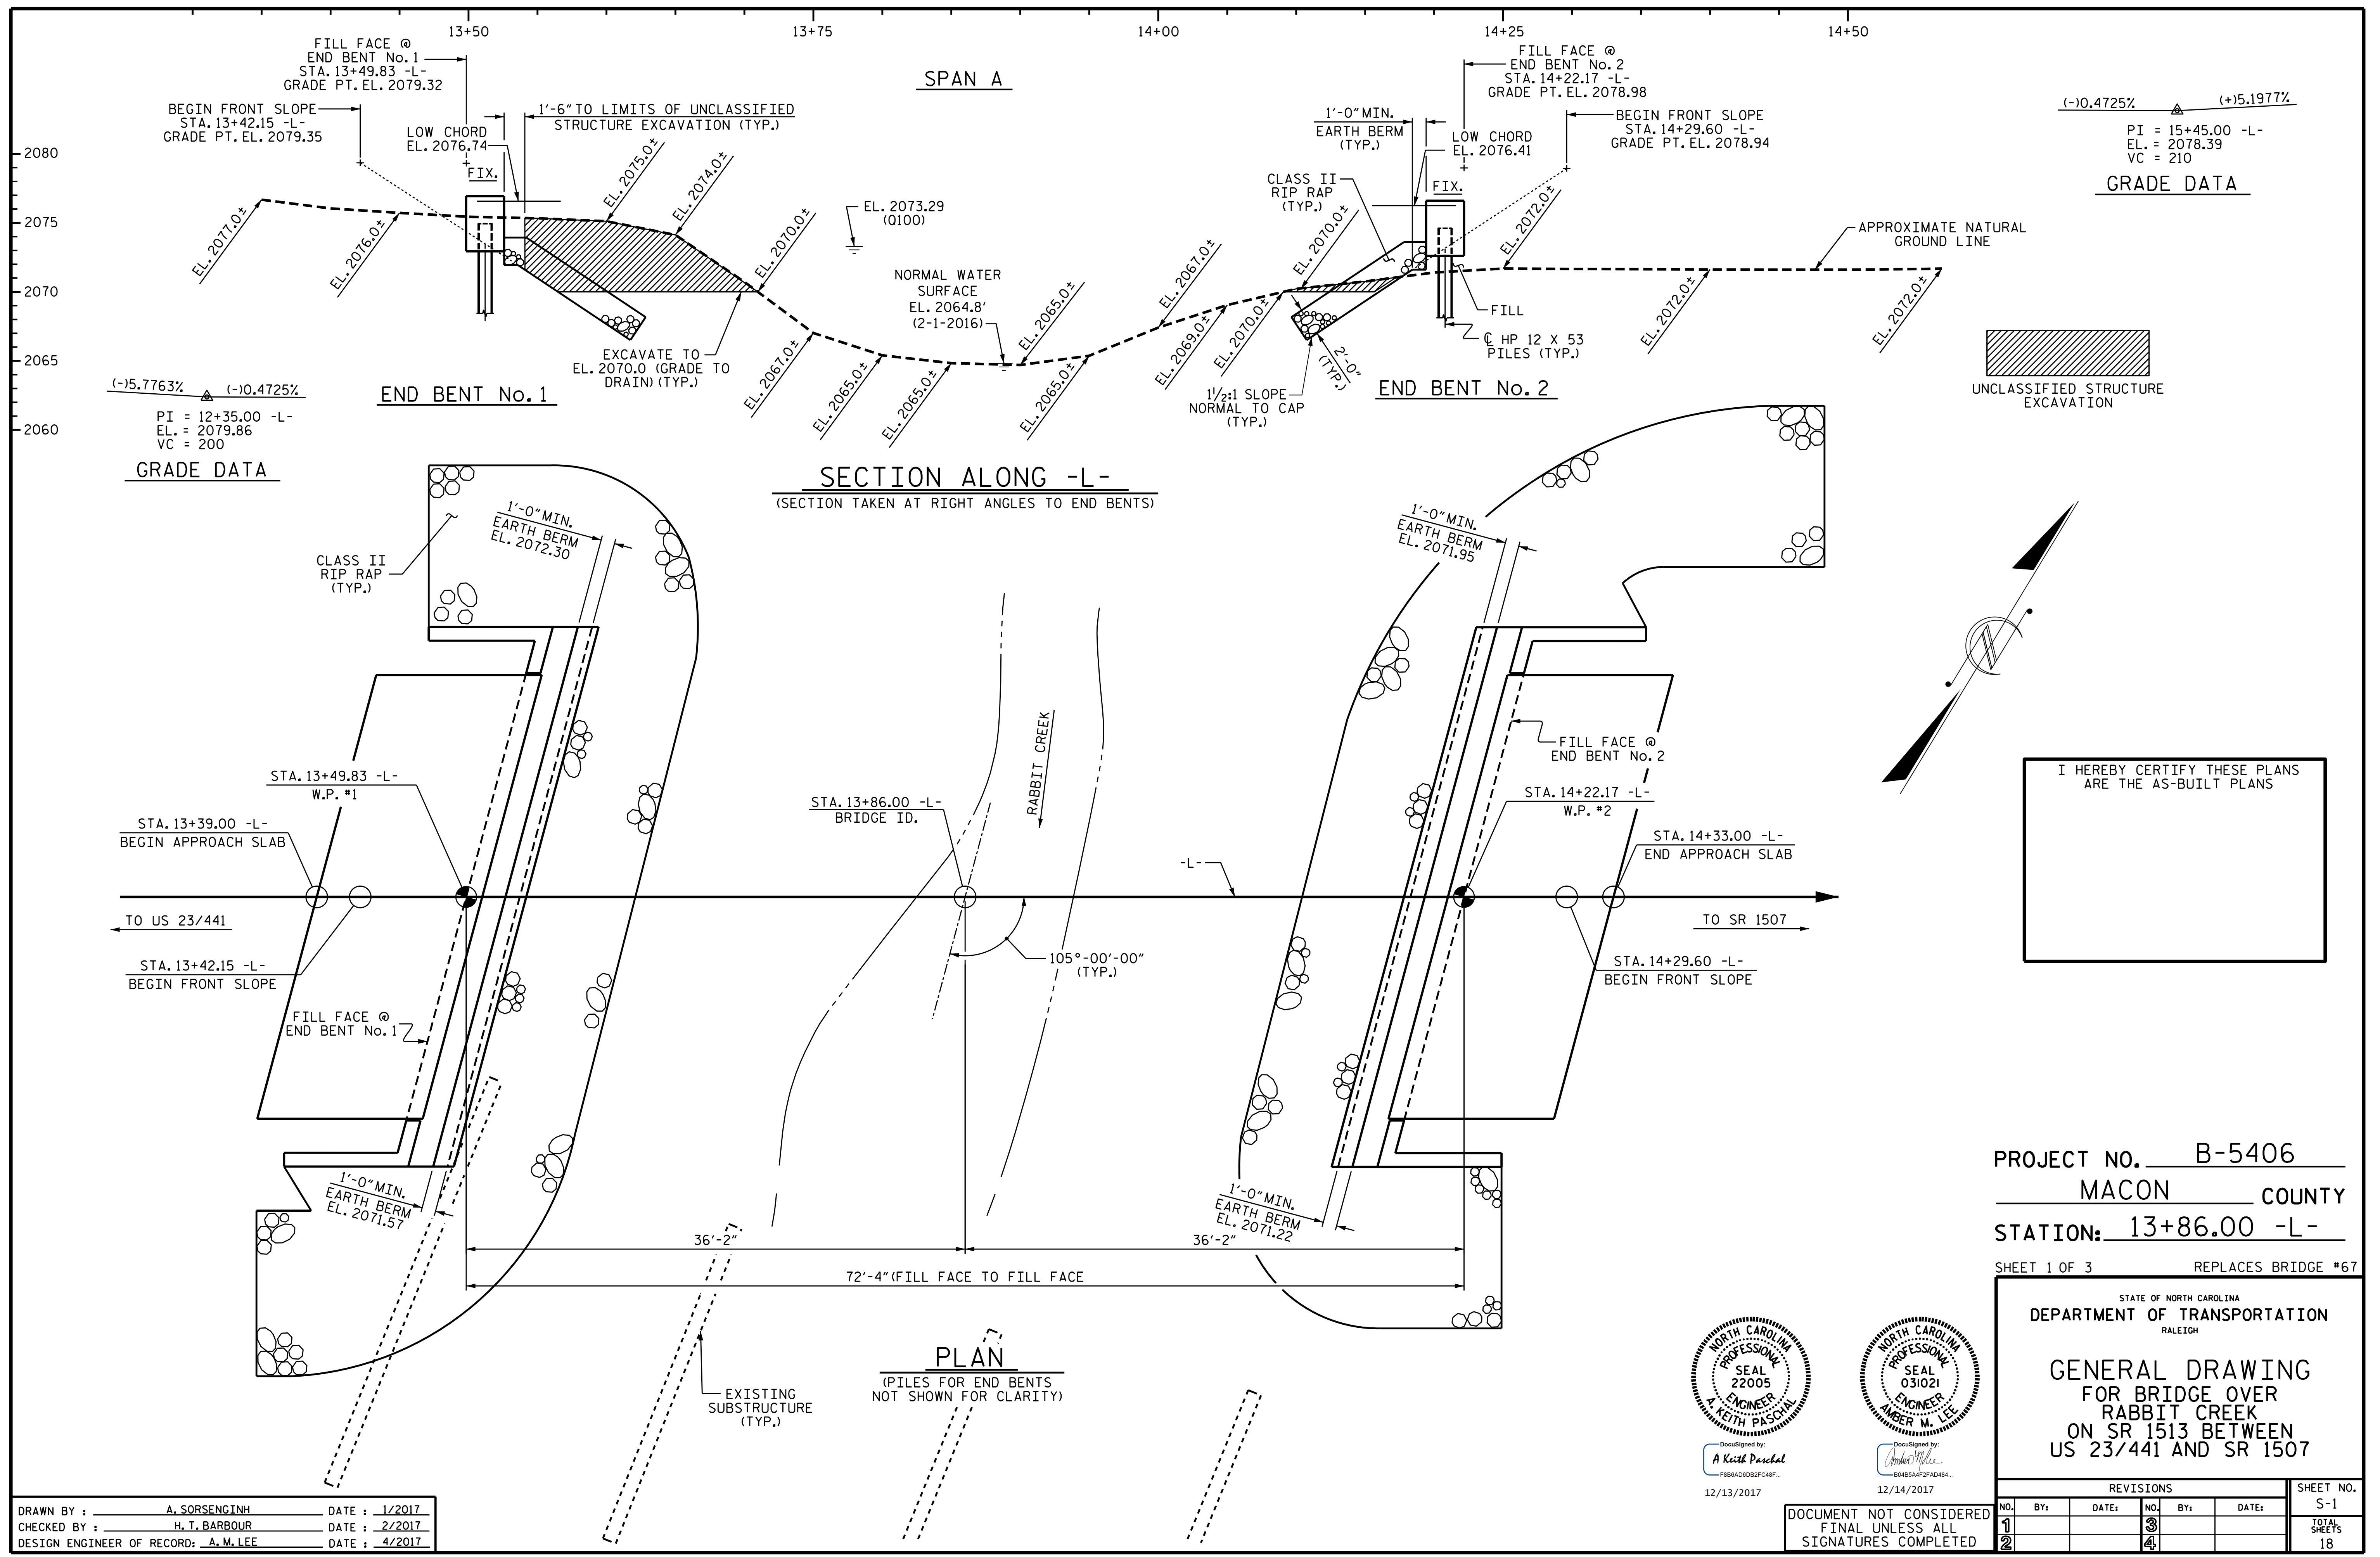 13+50
13+75
14+00
14+25
14+50
FILL FACE @
END BENT No. 1
STA. 13+49.83 -L-
GRADE PT. EL. 2079.32
BEGIN FRONT SLOPE
STA. 13+42.15 -L-
GRADE PT. EL. 2079.35
LOW CHORD
EL. 2076.74
FIX.
1'-6" TO LIMITS OF UNCLASSIFIED
STRUCTURE EXCAVATION (TYP.)
SPAN A
FILL FACE @
END BENT No. 2
STA. 14+22.17 -L-
GRADE PT. EL. 2078.98
1'-0" MIN.
EARTH BERM
(TYP.)
LOW CHORD
EL. 2076.41
FIX.
BEGIN FRONT SLOPE
STA. 14+29.60 -L-
GRADE PT. EL. 2078.94
(-)0.4725%
(+)5.1977%
PI = 15+45.00 -L-
EL. = 2078.39
VC = 210
GRADE DATA
2080
2075
2070
2065
2060
EL. 2077.0±
EL. 2076.0±
EL. 2075.0±
EL. 2074.0±
EL. 2070.0±
EL. 2073.29
(Q100)
NORMAL WATER
SURFACE
EL. 2064.8'
(2-1-2016)
EL. 2067.0±
EL. 2065.0±
EL. 2065.0±
EL. 2065.0±
EL. 2065.0±
EL. 2067.0±
EL. 2069.0±
EL. 2070.0±
EL. 2070.0±
EL. 2072.0±
EL. 2072.0±
EL. 2072.0±
CLASS II
RIP RAP
(TYP.)
APPROXIMATE NATURAL
GROUND LINE
FILL
℄ HP 12 X 53
PILES (TYP.)
2'-0"
(TYP.)
1½:1 SLOPE
NORMAL TO CAP
(TYP.)
EXCAVATE TO
EL. 2070.0 (GRADE TO
DRAIN) (TYP.)
END BENT No. 1
END BENT No. 2
UNCLASSIFIED STRUCTURE
EXCAVATION
(-)5.7763%
(-)0.4725%
PI = 12+35.00 -L-
EL. = 2079.86
VC = 200
GRADE DATA
SECTION ALONG -L-
(SECTION TAKEN AT RIGHT ANGLES TO END BENTS)
CLASS II
RIP RAP
(TYP.)
1'-0" MIN.
EARTH BERM
EL. 2072.30
1'-0" MIN.
EARTH BERM
EL. 2071.95
RABBIT CREEK
FILL FACE @
END BENT No. 2
STA. 13+49.83 -L-
W.P. #1
STA. 13+39.00 -L-
BEGIN APPROACH SLAB
STA. 13+86.00 -L-
BRIDGE ID.
-L-
STA. 14+22.17 -L-
W.P. #2
STA. 14+33.00 -L-
END APPROACH SLAB
TO US 23/441
TO SR 1507
STA. 13+42.15 -L-
BEGIN FRONT SLOPE
105°-00'-00"
(TYP.)
STA. 14+29.60 -L-
BEGIN FRONT SLOPE
FILL FACE @
END BENT No. 1
1'-0" MIN.
EARTH BERM
EL. 2071.57
1'-0" MIN.
EARTH BERM
EL. 2071.22
36'-2"
36'-2"
72'-4" (FILL FACE TO FILL FACE
EXISTING
SUBSTRUCTURE
(TYP.)
PLAN
(PILES FOR END BENTS
NOT SHOWN FOR CLARITY)
I HEREBY CERTIFY THESE PLANS
ARE THE AS-BUILT PLANS
PROJECT NO. B-5406
MACON COUNTY
STATION: 13+86.00 -L-
SHEET 1 OF 3 REPLACES BRIDGE #67
STATE OF NORTH CAROLINA
DEPARTMENT OF TRANSPORTATION
RALEIGH
GENERAL DRAWING
FOR BRIDGE OVER
RABBIT CREEK
ON SR 1513 BETWEEN
US 23/441 AND SR 1507
REVISIONS
NO. BY: DATE: NO. BY: DATE:
1 3
2 4
SHEET NO.
S-1
TOTAL
SHEETS
18
NORTH CAROLINA
PROFESSIONAL
SEAL
22005
ENGINEER
A. KEITH PASCHAL
DocuSigned by:
A Keith Paschal
F8B6AD6DB2FC48F...
12/13/2017
NORTH CAROLINA
PROFESSIONAL
SEAL
031021
ENGINEER
AMBER M. LEE
DocuSigned by:
Amber M Lee
B04B5A4F2FAD484...
12/14/2017
DOCUMENT NOT CONSIDERED
FINAL UNLESS ALL
SIGNATURES COMPLETED
DRAWN BY : A. SORSENGINH DATE : 1/2017
CHECKED BY : H. T. BARBOUR DATE : 2/2017
DESIGN ENGINEER OF RECORD: A. M. LEE DATE : 4/2017